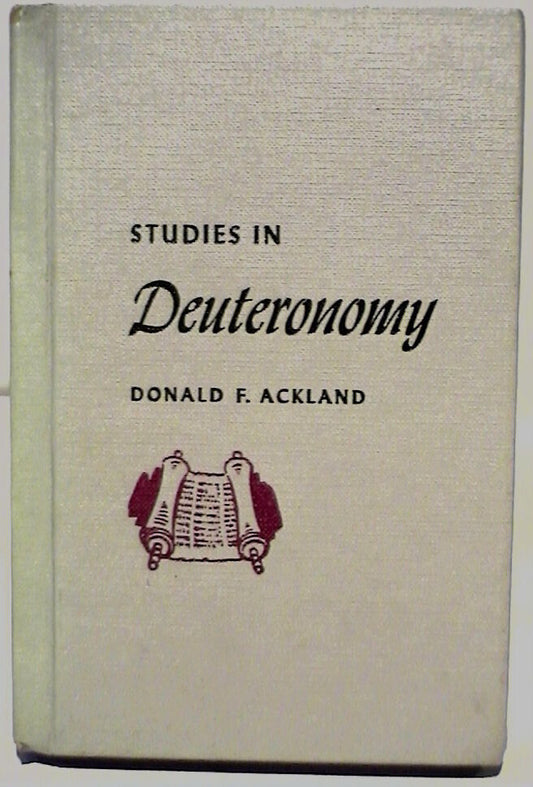 STUDIES IN
Deuteronomy
DONALD F. ACKLAND